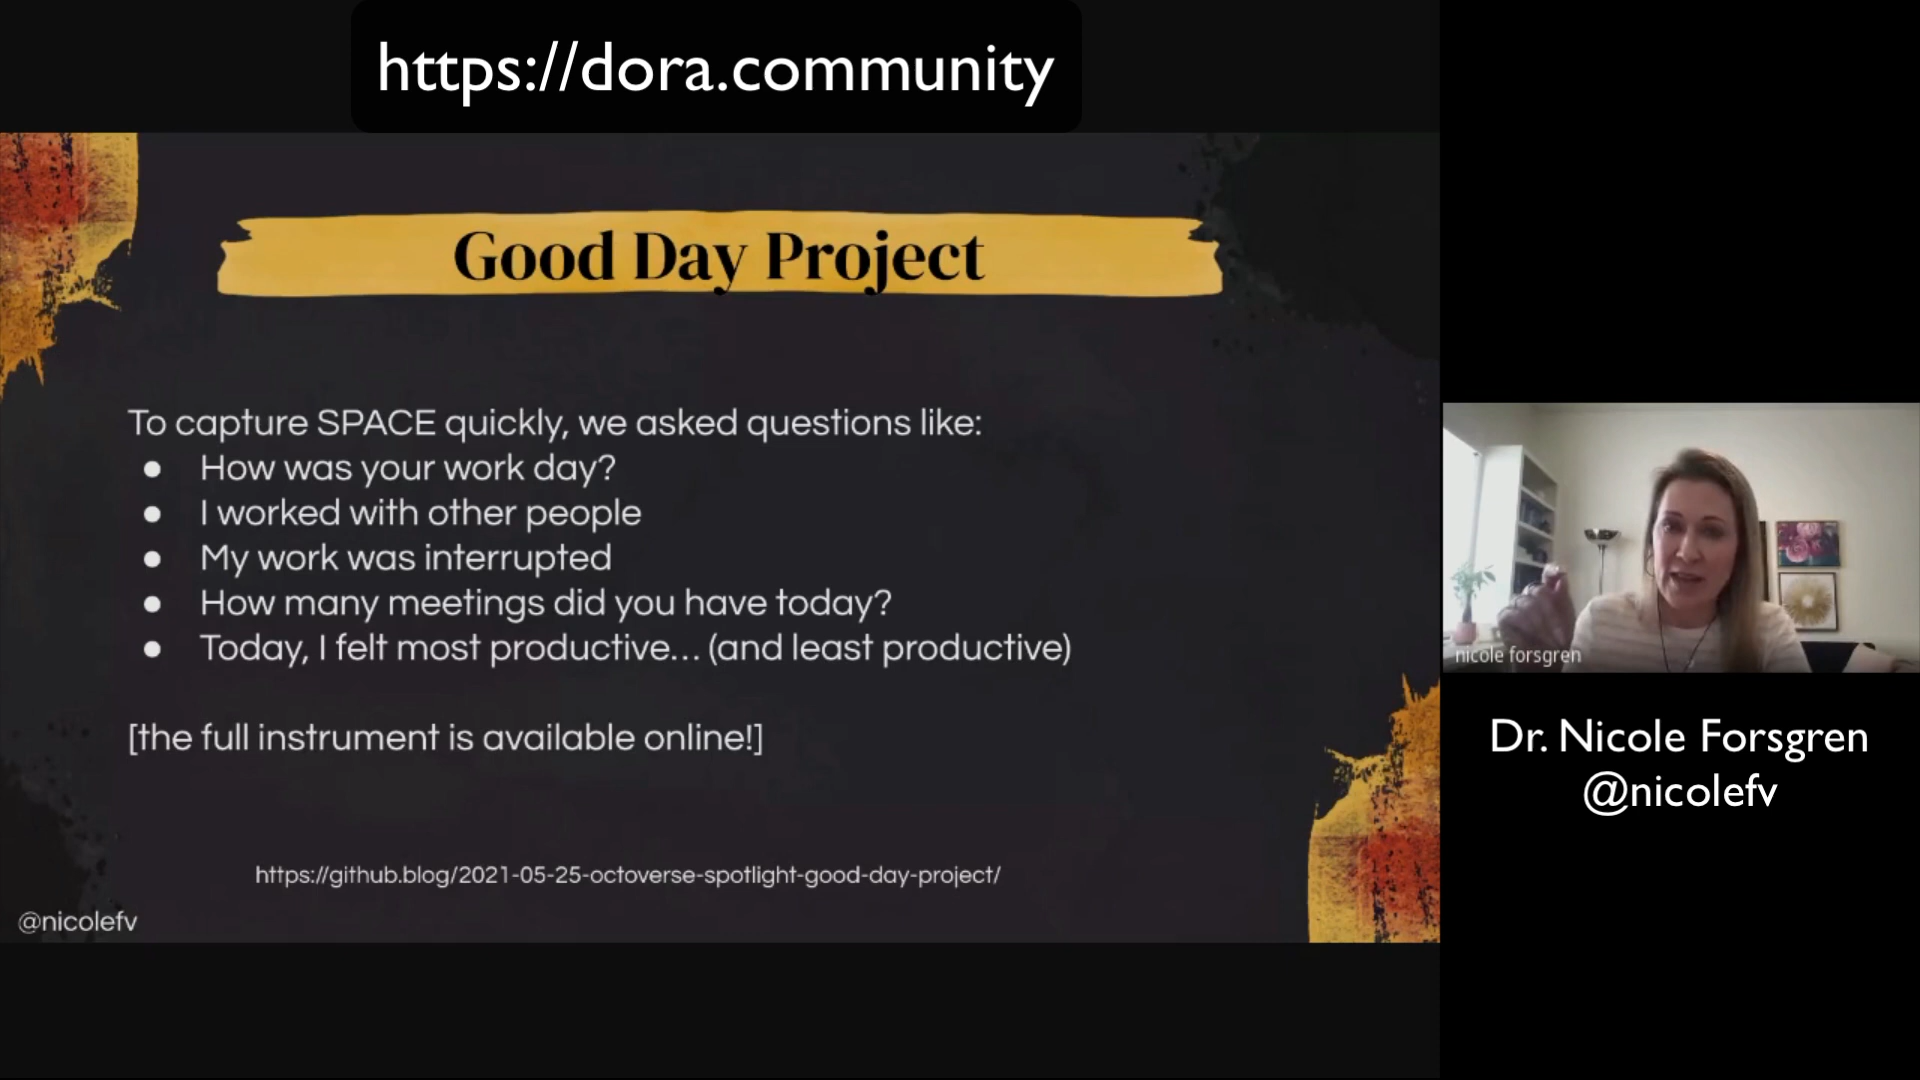 https://dora.community
Good Day Project
To capture SPACE quickly, we asked questions like:
● How was your work day?
● I worked with other people
● My work was interrupted
● How many meetings did you have today?
● Today, I felt most productive... (and least productive)
[the full instrument is available online!]
https://github.blog/2021-05-25-octoverse-spotlight-good-day-project/
@nicolefv
nicole forsgren
Dr. Nicole Forsgren
@nicolefv